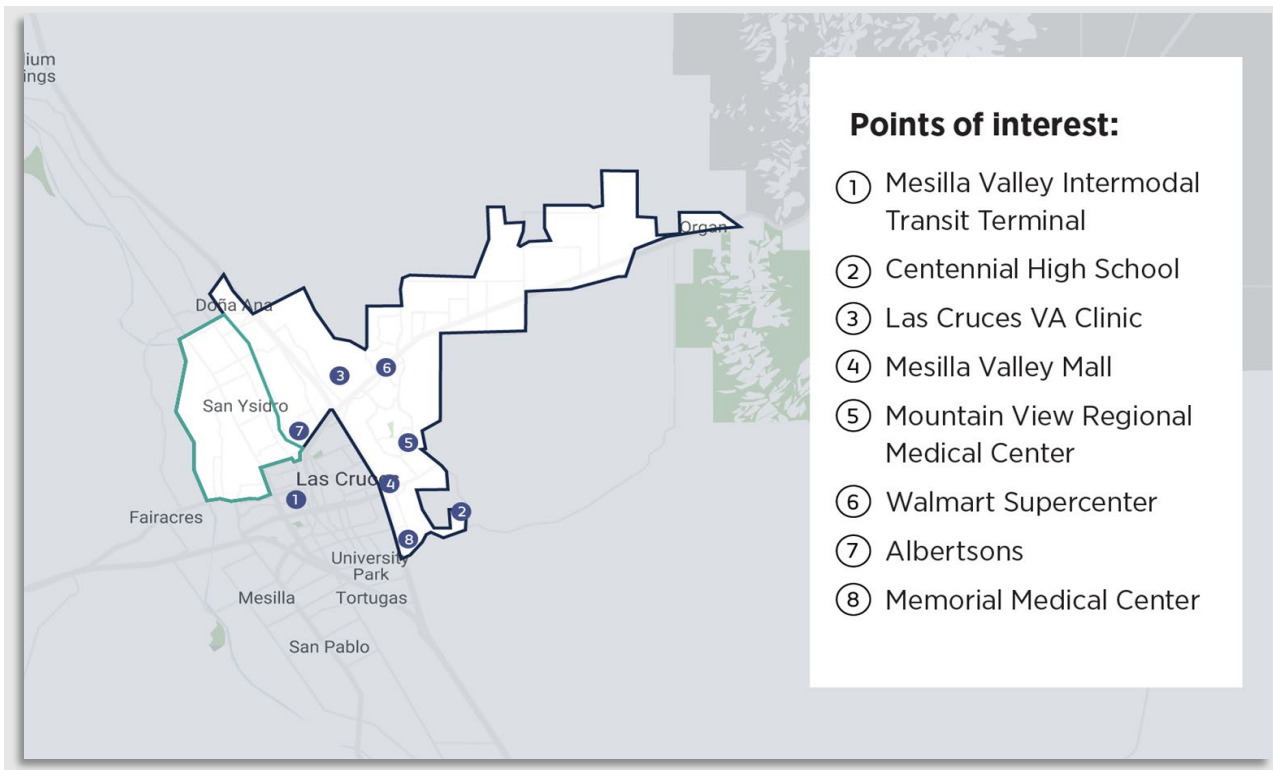 ium
ings
Organ
Doña Ana
San Ysidro
3
6
7
5
Las Cruc
4
1
2
Fairacres
8
University
Park
Mesilla
Tortugas
San Pablo
Points of interest:
1 Mesilla Valley Intermodal
Transit Terminal
2 Centennial High School
3 Las Cruces VA Clinic
4 Mesilla Valley Mall
5 Mountain View Regional
Medical Center
6 Walmart Supercenter
7 Albertsons
8 Memorial Medical Center